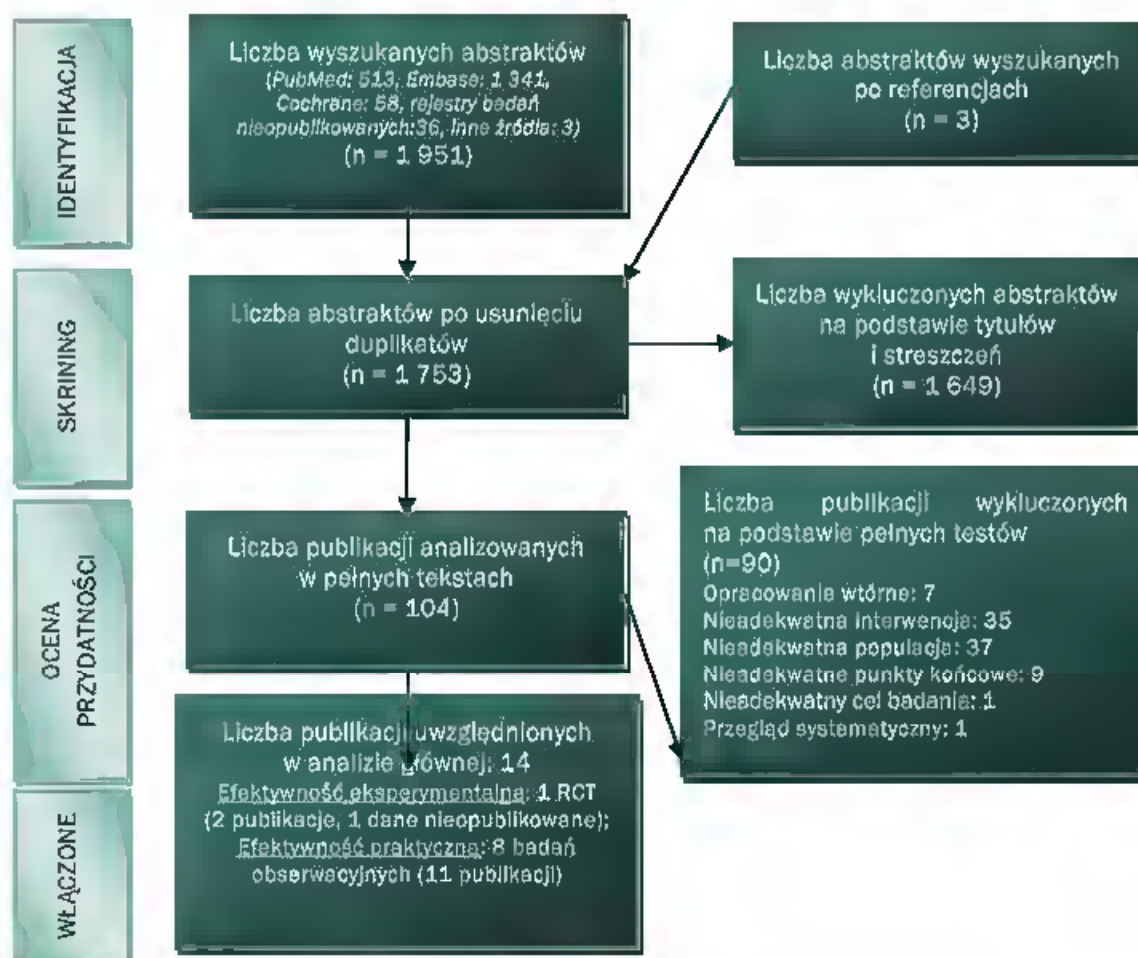 IDENTYFIKACJA
Liczba wyszukanych abstraktów
(PubMed: 513, Embase: 1 341,
Cochrane: 58, rejestry badań
nieopublikowanych:36, inne źródła: 3)
(n = 1 951)
Liczba abstraktów wyszukanych
po referencjach
(n = 3)
SKRINING
Liczba abstraktów po usunięciu
duplikatów
(n = 1 753)
Liczba wykluczonych abstraktów
na podstawie tytułów
i streszczeń
(n = 1 649)
OCENA
PRZYDATNOŚCI
Liczba publikacji analizowanych
w pełnych tekstach
(n = 104)
Liczba publikacji wykluczonych
na podstawie pełnych testów
(n=90)
Opracowanie wtórne: 7
Nieadekwatna interwencja: 35
Nieadekwatna populacja: 37
Nieadekwatne punkty końcowe: 9
Nieadekwatny cel badania: 1
Przegląd systematyczny: 1
WŁĄCZONE
Liczba publikacji uwzględnionych
w analizie głównej: 14
Efektywność eksperymentalna: 1 RCT
(2 publikacje, 1 dane nieopublikowane);
Efektywność praktyczna: 8 badań
obserwacyjnych (11 publikacji)